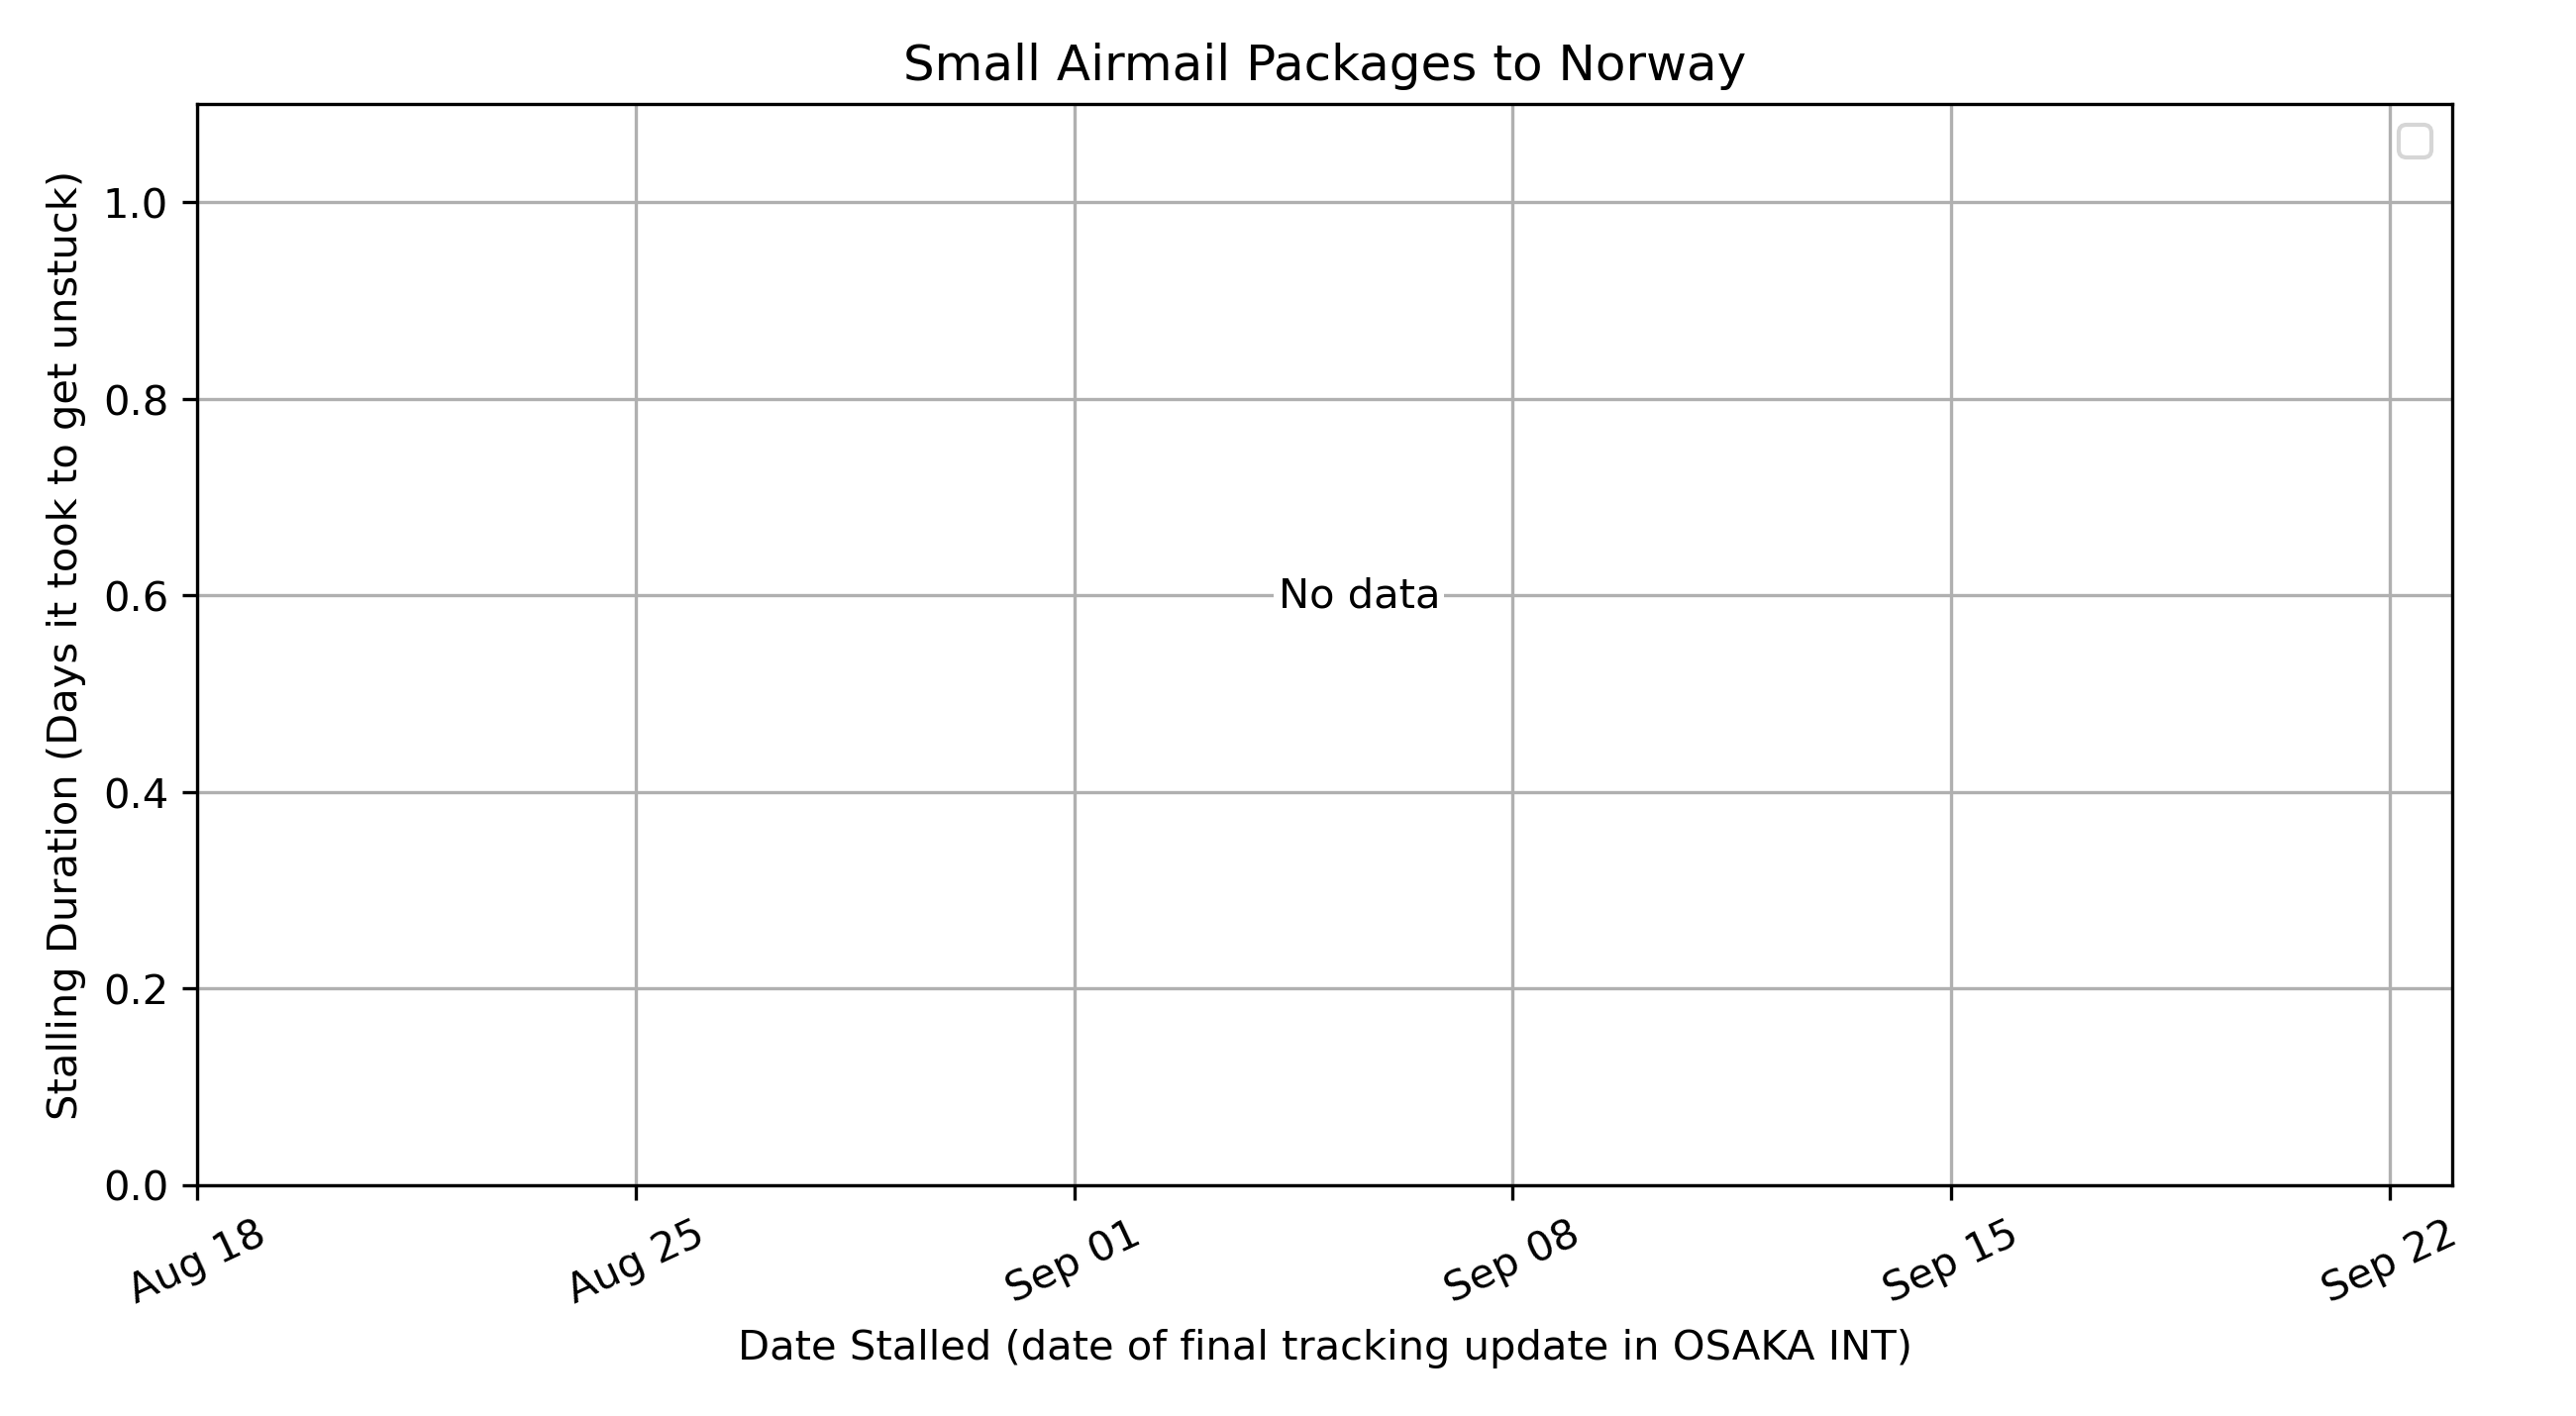 Small Airmail Packages to Norway
Stalling Duration (Days it took to get unstuck)
1.0
0.8
0.6
0.4
0.2
0.0
No data
Aug 18
Aug 25
Sep 01
Sep 08
Sep 15
Sep 22
Date Stalled (date of final tracking update in OSAKA INT)